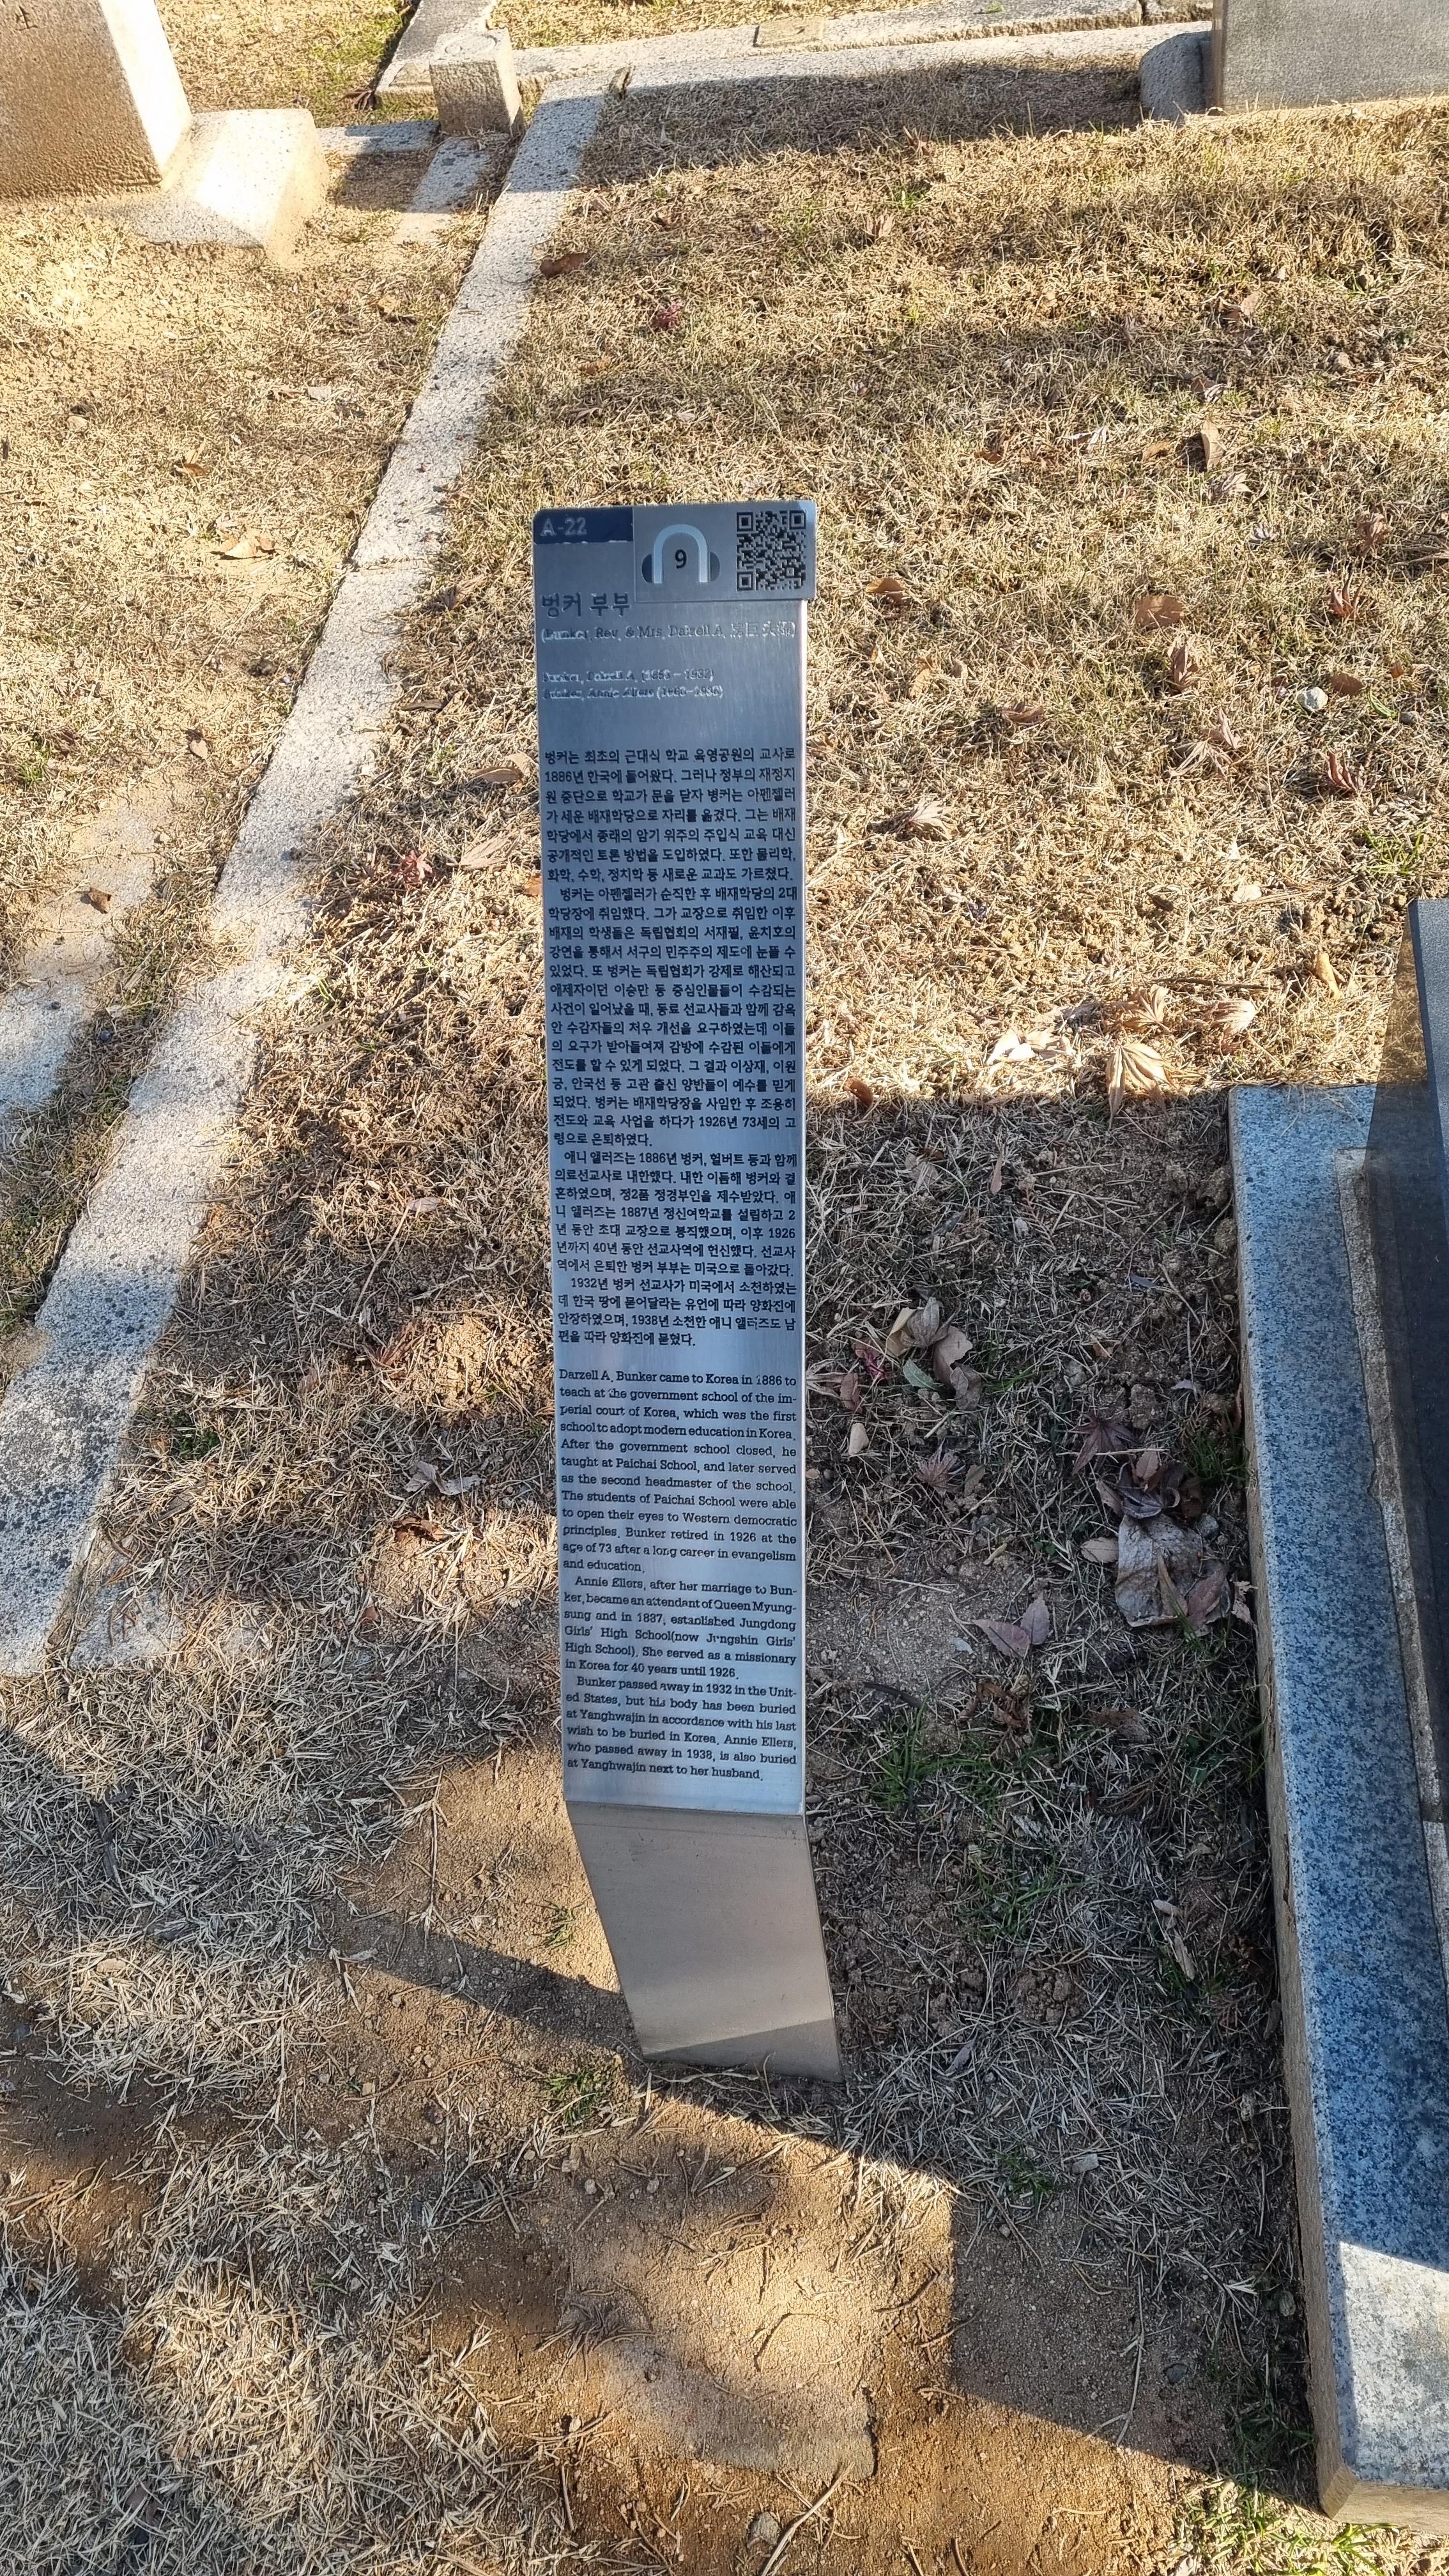 生
A-22
9
벙커 부부
(Bunker, Rev. & Mrs. Dalzell A.
Bunker, Dalzell A.
Bunker, Annie Ellers
벙커는 최초의 근대식 학교 육영공원의 교사로
1886년 한국에 들어왔다. 그러나 정부의 재정지
원 중단으로 학교가 문을 닫자 벙커는 아펜젤러
가 세운 배재학당으로 자리를 옮겼다. 그는 배재
학당에서 종래의 암기 위주의 주입식 교육 대신
공개적인 토론 방법을 도입하였다. 또한 물리학,
화학, 수학, 정치학 등 새로운 교과도 가르쳤다.
벙커는 아펜젤러가 순직한 후 배재학당의 2대
학당장에 취임했다. 그가 교장으로 취임한 이후
배재의 학생들은 독립협회의 서재필, 윤치호의
강연을 통해서 서구의 민주주의 제도에 눈뜰 수
있었다. 또 벙커는 독립협회가 강제로 해산되고
애제자이던 이승만 등 중심인물들이 수감되는
사건이 일어났을 때, 동료 선교사들과 함께 감옥
안 수감자들의 처우 개선을 요구하였는데 이들
의 요구가 받아들여져 감방에 수감된 이들에게
전도를 할 수 있게 되었다. 그 결과 이상재, 이원
긍, 안국선 등 고관 출신 양반들이 예수를 믿게
되었다. 벙커는 배재학당장을 사임한 후 조용히
전도와 교육 사업을 하다가 1926년 73세의 고
령으로 은퇴하였다.
애니 앨러즈는 1886년 벙커, 헐버트 등과 함께
의료선교사로 내한했다. 내한 이듬해 벙커와 결
혼하였으며, 정2품 정경부인을 제수받았다. 애
니 앨러즈는 1887년 정신여학교를 설립하고 2
년 동안 초대 교장으로 봉직했으며, 이후 1926
년까지 40년 동안 선교사역에 헌신했다. 선교사
역에서 은퇴한 벙커 부부는 미국으로 돌아갔다.
1932년 벙커 선교사가 미국에서 소천하였는
데 한국 땅에 묻어달라는 유언에 따라 양화진에
안장하였으며, 1938년 소천한 애니 앨러즈도 남
편을 따라 양화진에 묻혔다.
Darzell A. Bunker came to Korea in 1886 to
teach at the government school of the im-
perial court of Korea, which was the first
school to adopt modern education in Korea.
After the government school closed, he
taught at Paichai School, and later served
as the second headmaster of the school.
The students of Paichai School were able
to open their eyes to Western democratic
principles. Bunker retired in 1926 at the
age of 73 after a long career in evangelism
and education.
Annie Ellers, after her marriage to Bun-
ker, became an attendant of Queen Myung-
sung and in 1887, established Jungdong
Girls' High School(now Jungshin Girls'
High School). She served as a missionary
in Korea for 40 years until 1926.
Bunker passed away in 1932 in the Unit-
ed States, but his body has been buried
at Yanghwajin in accordance with his last
wish to be buried in Korea. Annie Ellers,
who passed away in 1938, is also buried
at Yanghwajin next to her husband.